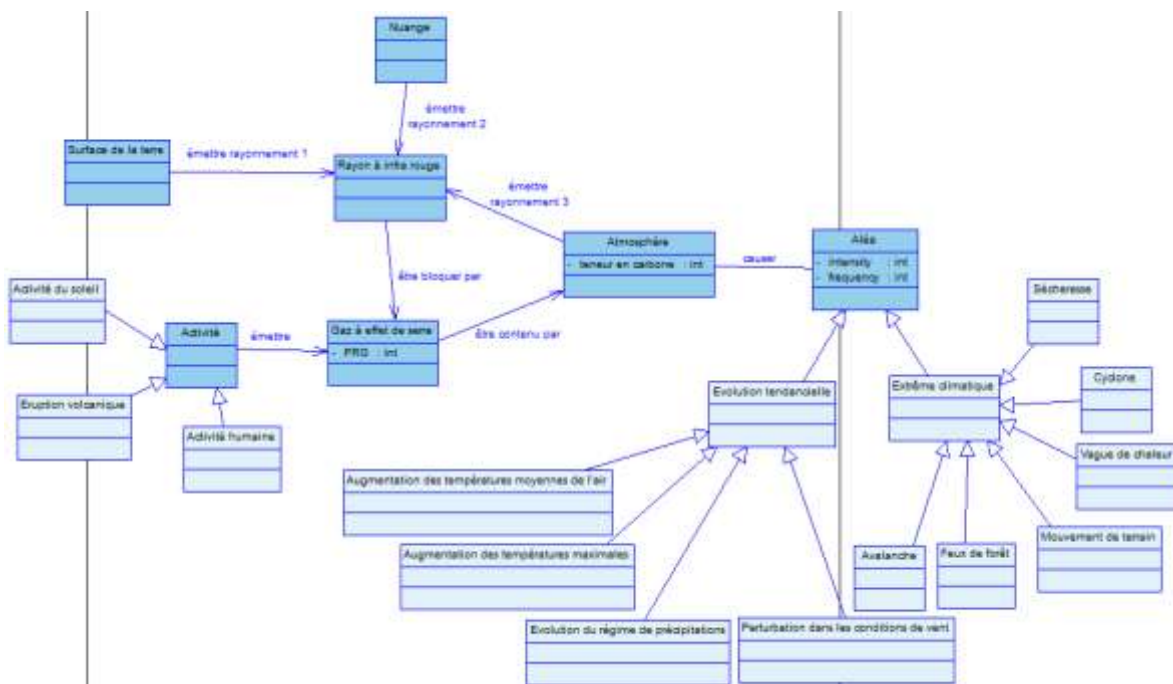 Nuange
émettre
rayonnement 2
Surface de la terre
émettre rayonnement 1
Rayon à infra rouge
émettre
rayonnement 3
Atmosphère
- teneur en carbone : int
causer
Aléa
- intensity : int
- frequency : int
être bloquer par
Activité du soleil
Activité
émettre
Gaz à effet de serre
- PRG : int
être contenu par
Sécheresse
Eruption volcanique
Activité humaine
Evolution tendancielle
Extrême climatique
Cyclone
Vague de chaleur
Augmentation des températures moyennes de l'air
Augmentation des températures maximales
Avalanche
Feux de forêt
Mouvement de terrain
Evolution du régime de précipitations
Perturbation dans les conditions de vent